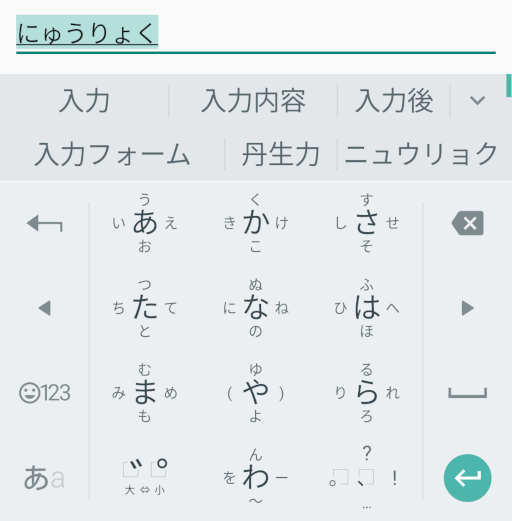 にゅうりょく
入力 入力内容 入力後
入力フォーム 丹生力 ニュウリョク
う く す
い あ え き か け し さ せ
お こ そ
つ ぬ ふ
ち た て に な ね ひ は へ
と の ほ
む ゆ る
123 み ま め ( や ) り ら れ
も よ ろ
ん ?
あa ゛゜ を わ ー 。 、 !
大⇔小 〜 …